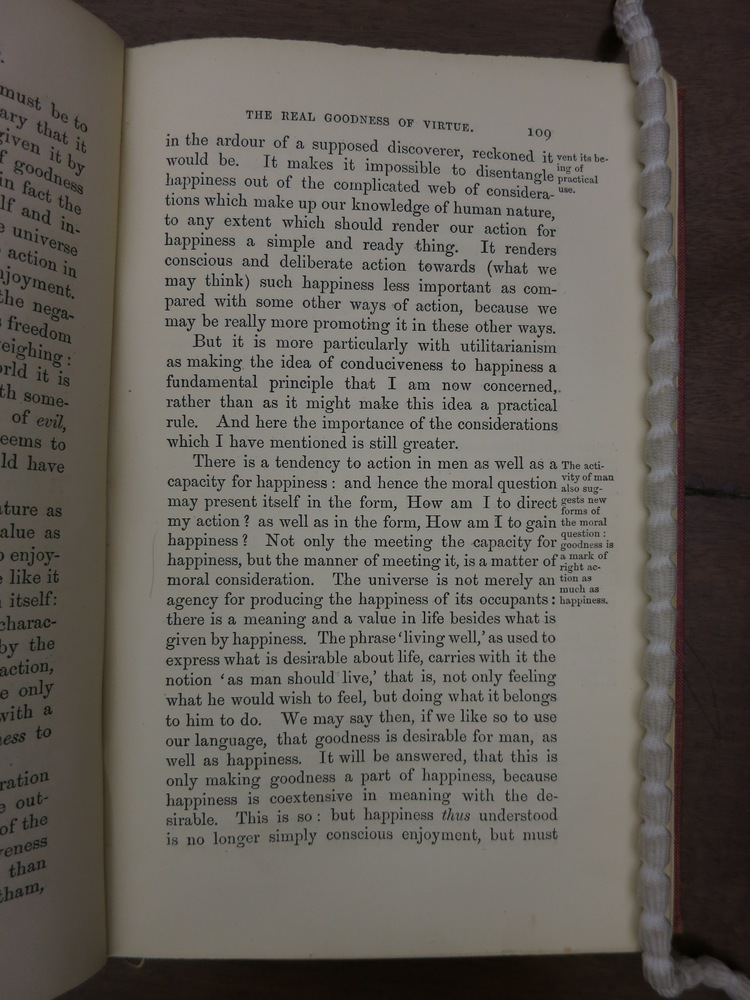 must be to
ary that it
given it by
f goodness
in fact the
lf and in-
e universe
action in
njoyment.
the nega-
freedom
eighing:
orld it is
th some-
of evil,
eems to
ld have
ature as
alue as
o enjoy-
like it
itself:
charac-
by the
action,
e only
with a
ness to
ration
e out-
of the
veness
than
tham,
THE REAL GOODNESS OF VIRTUE. 109
in the ardour of a supposed discoverer, reckoned it
would be. It makes it impossible to disentangle
happiness out of the complicated web of considera-
tions which make up our knowledge of human nature,
to any extent which should render our action for
happiness a simple and ready thing. It renders
conscious and deliberate action towards (what we
may think) such happiness less important as com-
pared with some other ways of action, because we
may be really more promoting it in these other ways.
But it is more particularly with utilitarianism
as making the idea of conduciveness to happiness a
fundamental principle that I am now concerned,
rather than as it might make this idea a practical
rule. And here the importance of the considerations
which I have mentioned is still greater.
There is a tendency to action in men as well as a
capacity for happiness: and hence the moral question
may present itself in the form, How am I to direct
my action? as well as in the form, How am I to gain
happiness? Not only the meeting the capacity for
happiness, but the manner of meeting it, is a matter of
moral consideration. The universe is not merely an
agency for producing the happiness of its occupants:
there is a meaning and a value in life besides what is
given by happiness. The phrase 'living well,' as used to
express what is desirable about life, carries with it the
notion 'as man should live,' that is, not only feeling
what he would wish to feel, but doing what it belongs
to him to do. We may say then, if we like so to use
our language, that goodness is desirable for man, as
well as happiness. It will be answered, that this is
only making goodness a part of happiness, because
happiness is coextensive in meaning with the de-
sirable. This is so: but happiness thus understood
is no longer simply conscious enjoyment, but must
vent its be-
ing of
practical
use.
The acti-
vity of man
also sug-
gests new
forms of
the moral
question:
goodness is
a mark of
right ac-
tion as
much as
happiness.